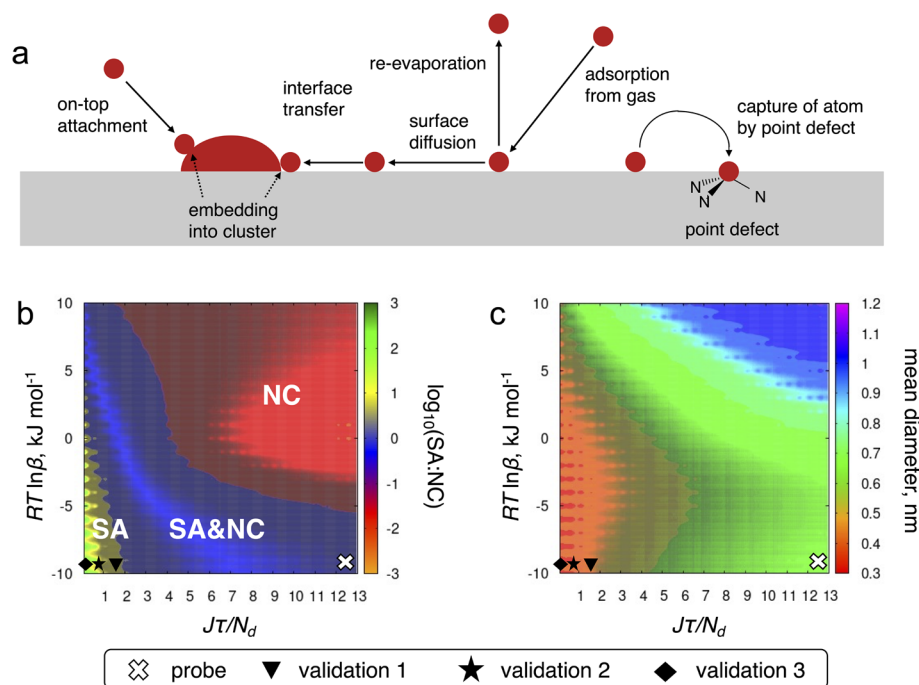 a
on-top
attachment
interface
transfer
re-evaporation
surface
diffusion
adsorption
from gas
capture of atom
by point defect
embedding
into cluster
N
N
N
point defect
b
10
5
0
-5
-10
RT lnβ, kJ mol⁻¹
NC
SA
SA&NC
1 2 3 4 5 6 7 8 9 10 11 12 13
Jτ/N_d
3
2
1
0
-1
-2
-3
log₁₀(SA:NC)
c
10
5
0
-5
-10
RT lnβ, kJ mol⁻¹
1 2 3 4 5 6 7 8 9 10 11 12 13
Jτ/N_d
1.2
1.1
1
0.9
0.8
0.7
0.6
0.5
0.4
0.3
mean diameter, nm
probe validation 1 validation 2 validation 3